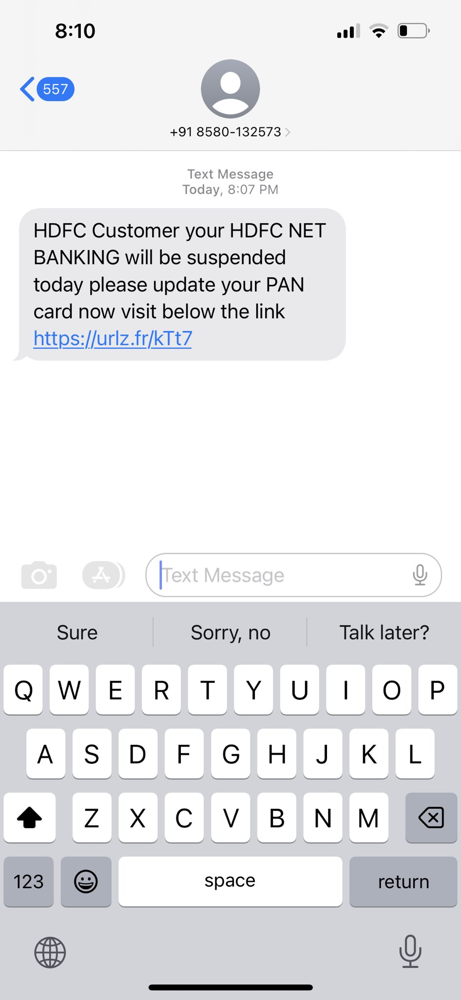 8:10
557
+91 8580-132573
Text Message
Today, 8:07 PM
HDFC Customer your HDFC NET
BANKING will be suspended
today please update your PAN
card now visit below the link
https://urlz.fr/kTt7
Text Message
Sure
Sorry, no
Talk later?
Q W E R T Y U I O P
A S D F G H J K L
Z X C V B N M
123 space return